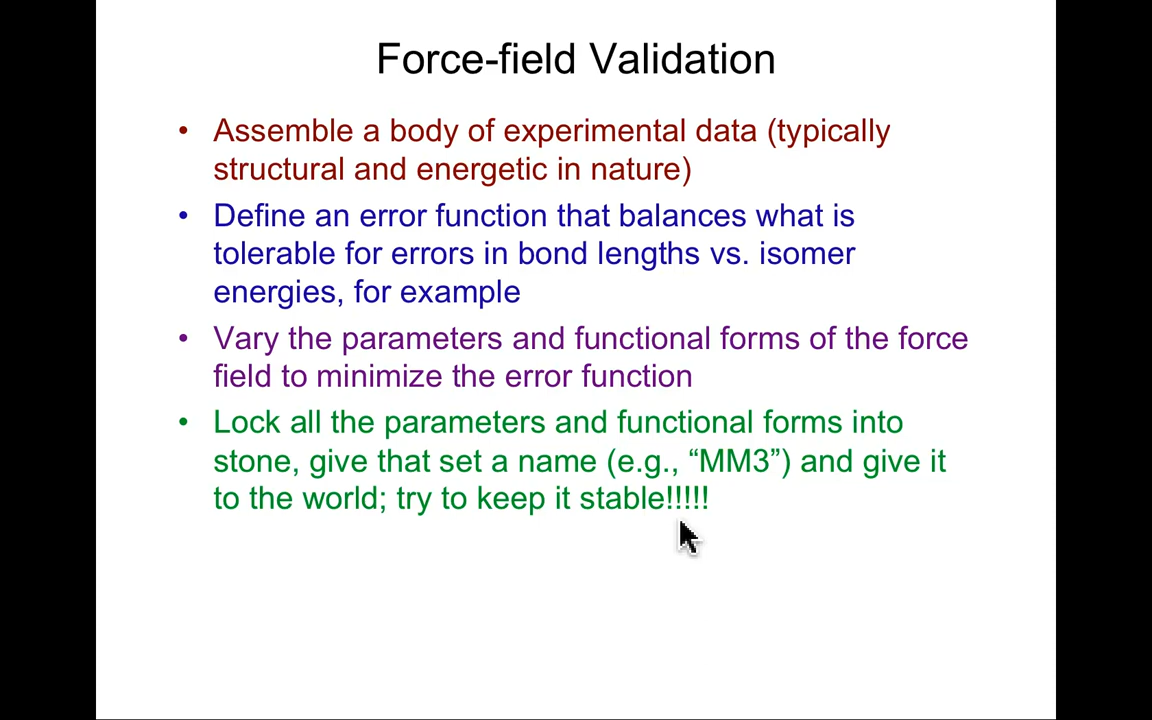 Force-field Validation
• Assemble a body of experimental data (typically
structural and energetic in nature)
• Define an error function that balances what is
tolerable for errors in bond lengths vs. isomer
energies, for example
• Vary the parameters and functional forms of the force
field to minimize the error function
• Lock all the parameters and functional forms into
stone, give that set a name (e.g., “MM3”) and give it
to the world; try to keep it stable!!!!!